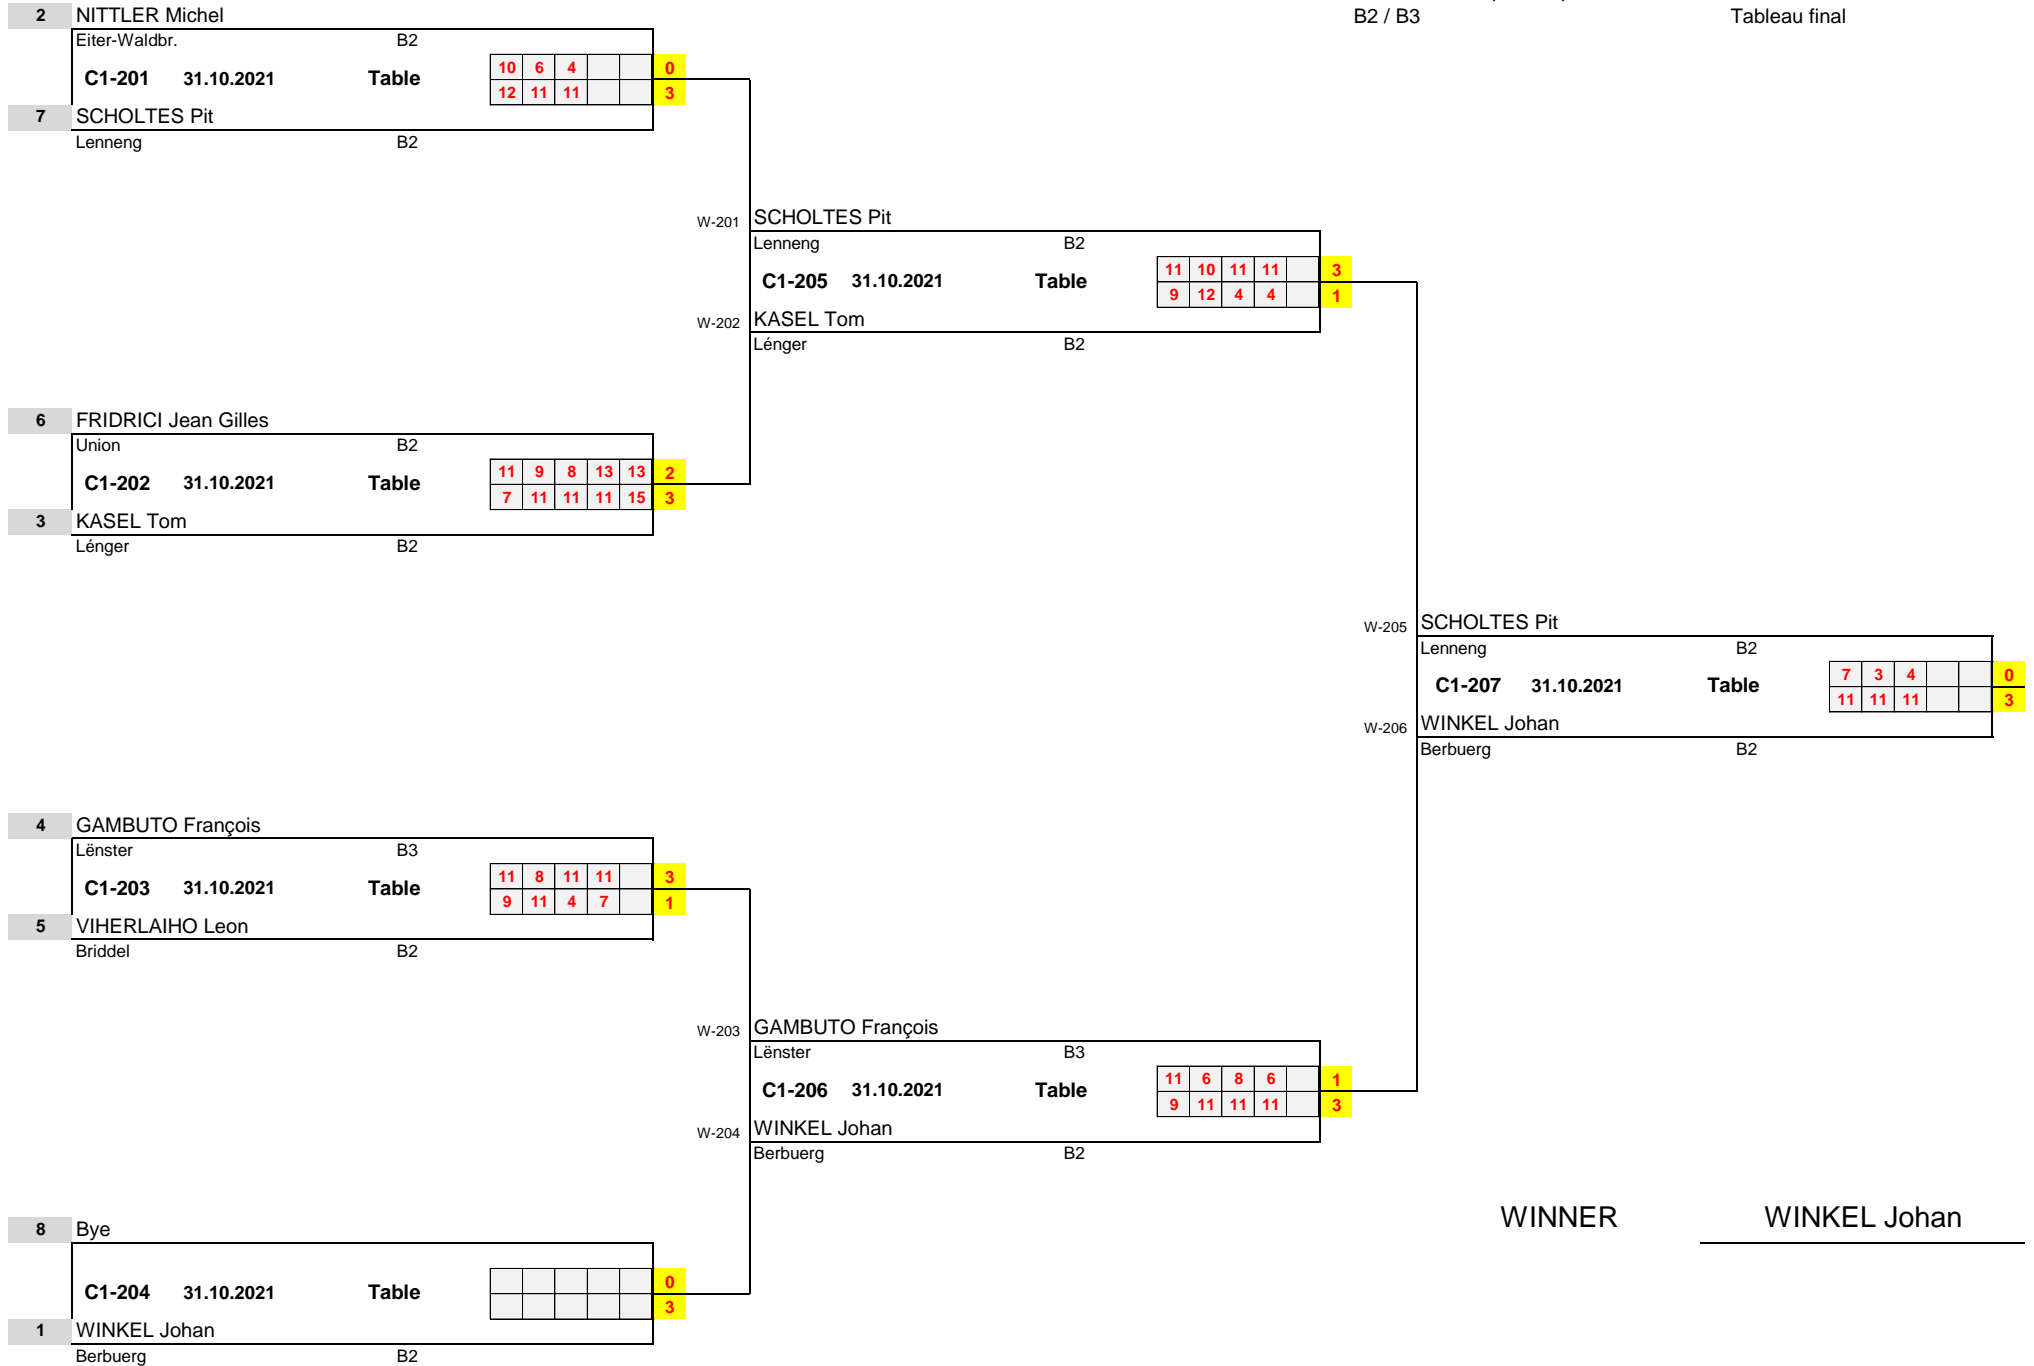 B2 / B3 Tableau final
2 NITTLER Michel
Eiter-Waldbr. B2
C1-201 31.10.2021 Table 10 6 4 0
12 11 11 3
7 SCHOLTES Pit
Lenneng B2
W-201 SCHOLTES Pit
Lenneng B2
C1-205 31.10.2021 Table 11 10 11 11 3
9 12 4 4 1
W-202 KASEL Tom
Lénger B2
6 FRIDRICI Jean Gilles
Union B2
C1-202 31.10.2021 Table 11 9 8 13 13 2
7 11 11 11 15 3
3 KASEL Tom
Lénger B2
W-205 SCHOLTES Pit
Lenneng B2
C1-207 31.10.2021 Table 7 3 4 0
11 11 11 3
W-206 WINKEL Johan
Berbuerg B2
4 GAMBUTO François
Lënster B3
C1-203 31.10.2021 Table 11 8 11 11 3
9 11 4 7 1
5 VIHERLAIHO Leon
Briddel B2
W-203 GAMBUTO François
Lënster B3
C1-206 31.10.2021 Table 11 6 8 6 1
9 11 11 11 3
W-204 WINKEL Johan
Berbuerg B2
WINNER WINKEL Johan
8 Bye
C1-204 31.10.2021 Table 0
3
1 WINKEL Johan
Berbuerg B2